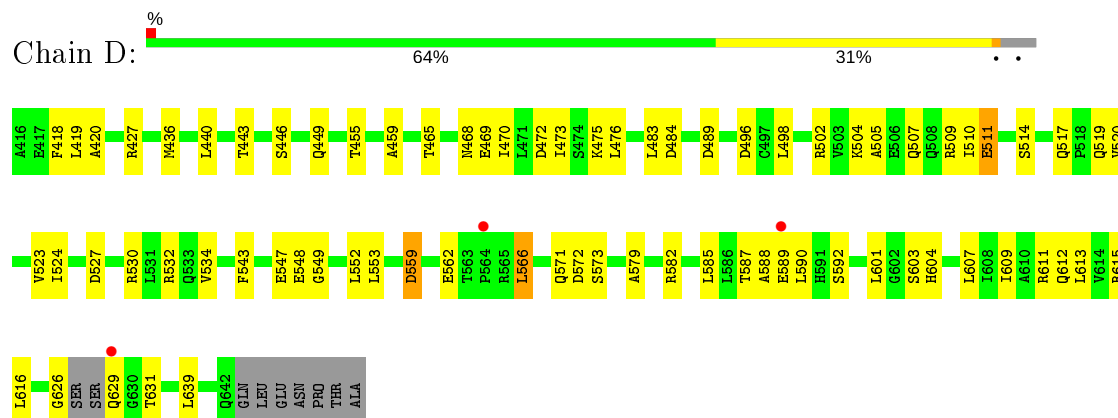 %
Chain D:
64% 31% • •
A416 E417 F418 L419 A420 R427 M436 L440 T443 S446 Q449 T455 A459 T465 N468 E469 I470 L471 D472 I473 S474 K475 L476 L483 D484 D489 D496 C497 L498 R502 V503 K504 A505 E506 Q507 Q508 R509 I510 E511 S514 Q517 P518 Q519 V520
V523 I524 D527 R530 L531 R532 Q533 V534 F543 E547 E548 G549 L552 L553 D559 E562 T563 P564 R565 L566 Q571 D572 S573 A579 R582 L585 L586 T587 A588 E589 L590 H591 S592 L601 G602 S603 H604 L607 I608 I609 A610 R611 Q612 L613 V614 R615
L616 G626 SER SER Q629 G630 T631 L639 Q642 GLN LEU GLU ASN PRO THR ALA